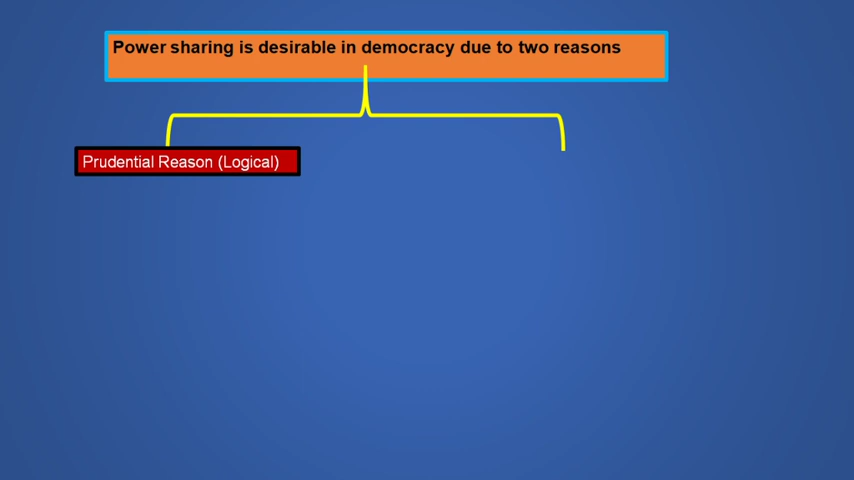 Power sharing is desirable in democracy due to two reasons
Prudential Reason (Logical)